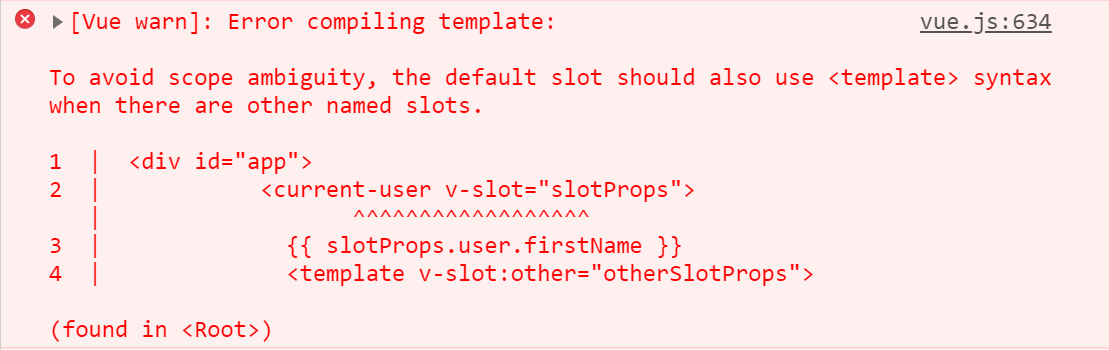 [Vue warn]: Error compiling template: vue.js:634
To avoid scope ambiguity, the default slot should also use <template> syntax
when there are other named slots.
1 | <div id="app">
2 | <current-user v-slot="slotProps">
| ^^^^^^^^^^^^^^^^^^
3 | {{ slotProps.user.firstName }}
4 | <template v-slot:other="otherSlotProps">
(found in <Root>)